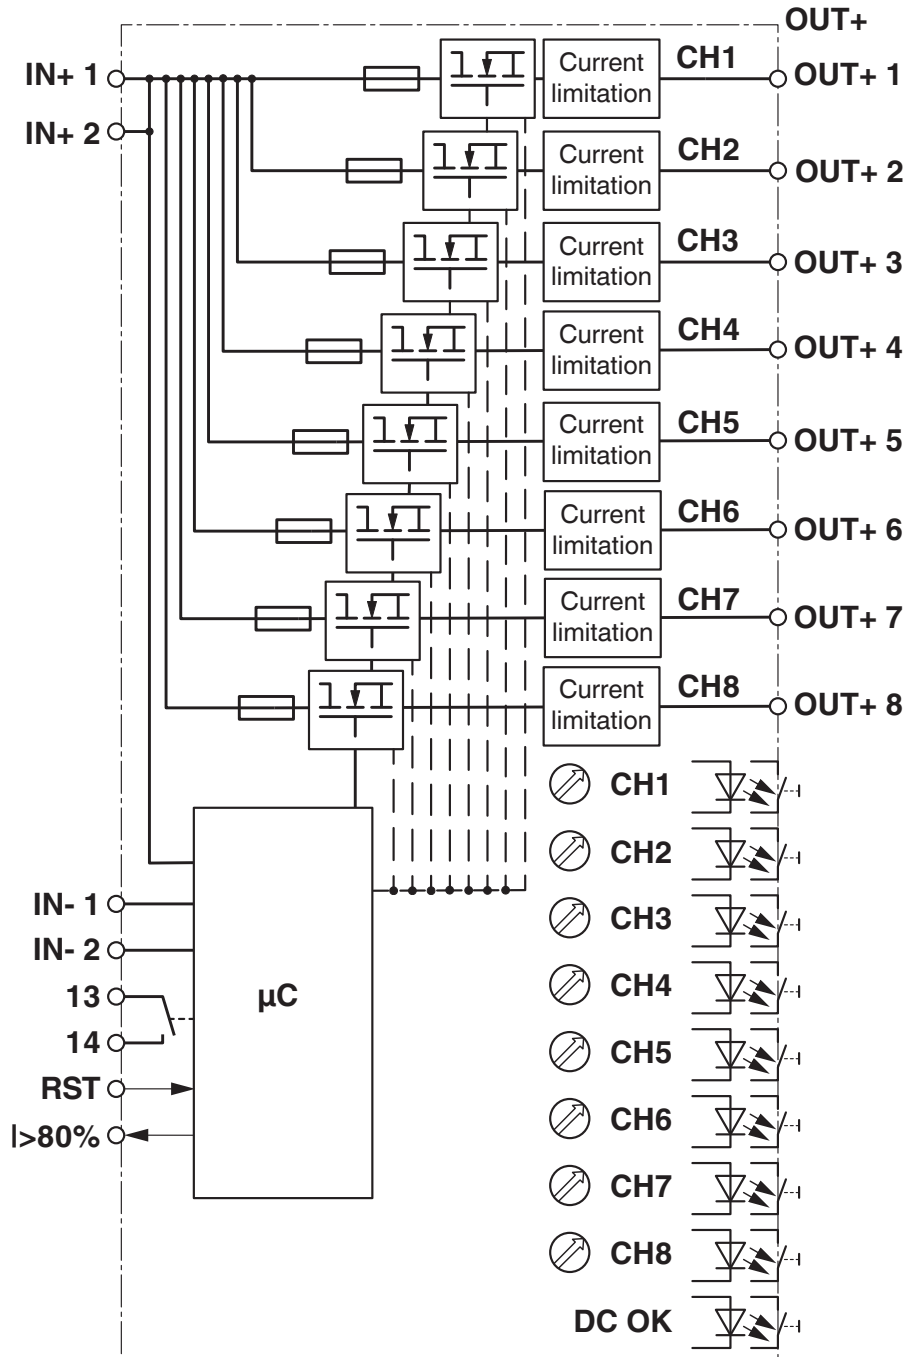 OUT+
IN+ 1
Current
limitation
CH1
OUT+ 1
IN+ 2
Current
limitation
CH2
OUT+ 2
Current
limitation
CH3
OUT+ 3
Current
limitation
CH4
OUT+ 4
Current
limitation
CH5
OUT+ 5
Current
limitation
CH6
OUT+ 6
Current
limitation
CH7
OUT+ 7
Current
limitation
CH8
OUT+ 8
IN- 1
IN- 2
13
14
RST
I>80%
µC
CH1
CH2
CH3
CH4
CH5
CH6
CH7
CH8
DC OK